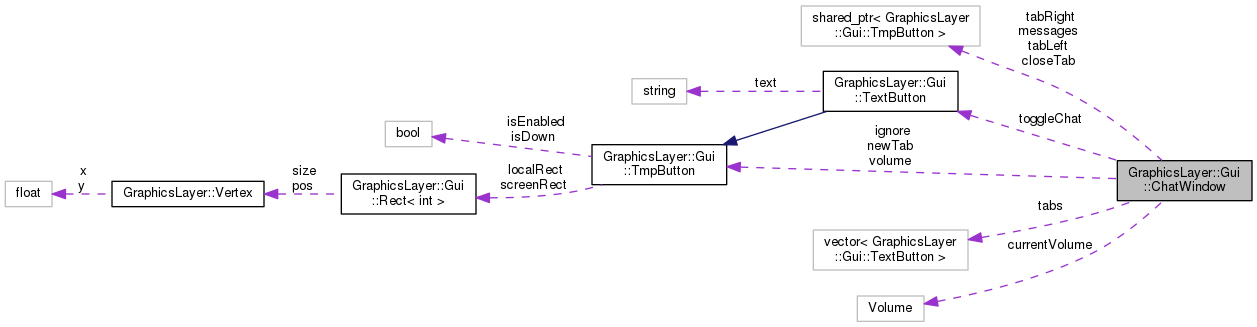 shared_ptr< GraphicsLayer
::Gui::TmpButton >
tabRight
messages
tabLeft
closeTab
string
text
GraphicsLayer::Gui
::TextButton
toggleChat
bool
isEnabled
isDown
GraphicsLayer::Gui
::TmpButton
ignore
newTab
volume
float
x
y
GraphicsLayer::Vertex
size
pos
GraphicsLayer::Gui
::Rect< int >
localRect
screenRect
GraphicsLayer::Gui
::ChatWindow
vector< GraphicsLayer
::Gui::TextButton >
tabs
currentVolume
Volume